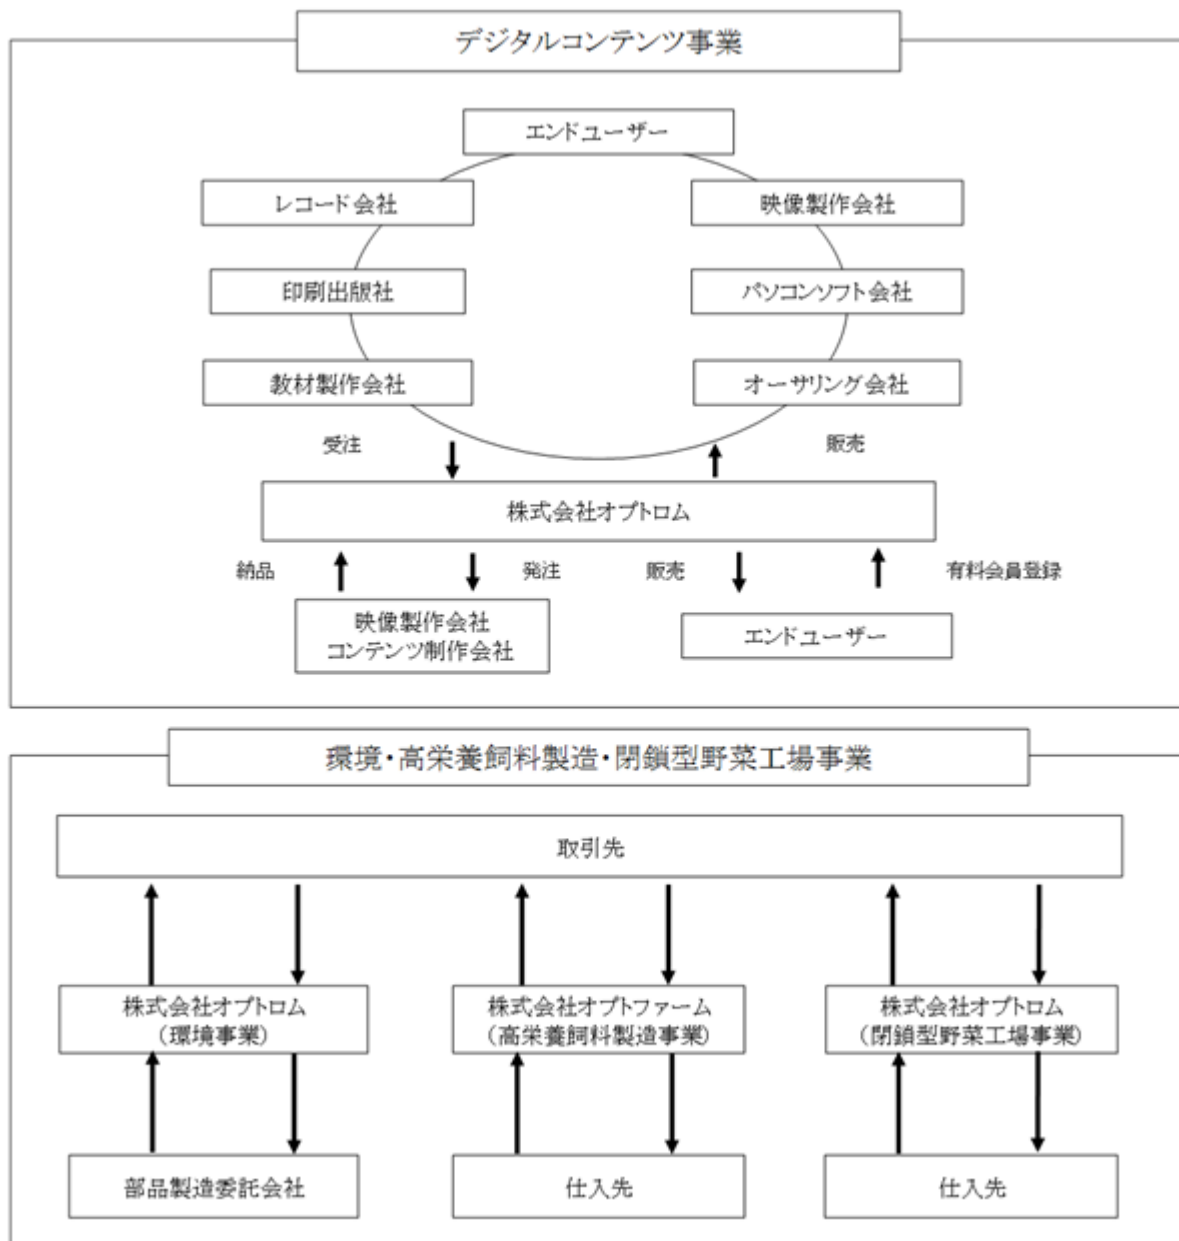 デジタルコンテンツ事業
エンドユーザー
レコード会社
映像製作会社
印刷出版社
パソコンソフト会社
教材製作会社
オーサリング会社
受注
販売
株式会社オプトロム
納品
発注
販売
有料会員登録
映像製作会社
コンテンツ制作会社
エンドユーザー
環境・高栄養飼料製造・閉鎖型野菜工場事業
取引先
株式会社オプトロム
（環境事業）
株式会社オプトファーム
（高栄養飼料製造事業）
株式会社オプトロム
（閉鎖型野菜工場事業）
部品製造委託会社
仕入先
仕入先